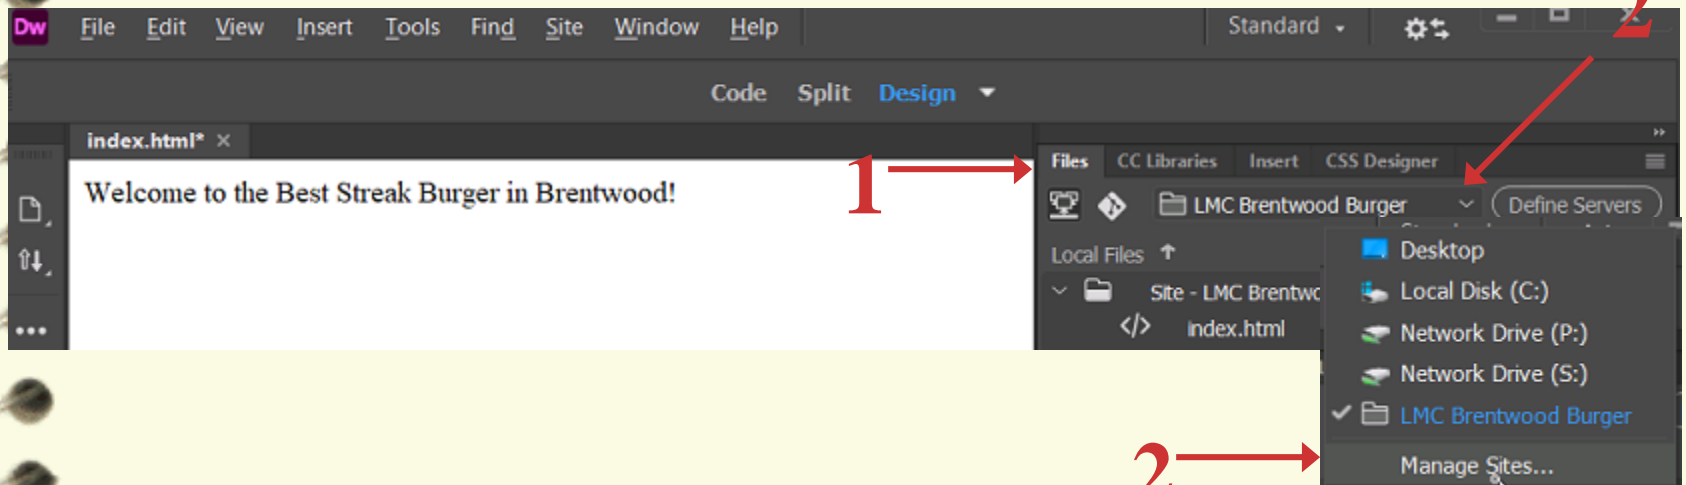 Dw File Edit View Insert Tools Find Site Window Help Standard
2
Code Split Design
index.html* ×
Files CC Libraries Insert CSS Designer
1
Welcome to the Best Streak Burger in Brentwood!
LMC Brentwood Burger Define Servers
Local Files
Desktop
Site - LMC Brentwo
Local Disk (C:)
index.html
Network Drive (P:)
Network Drive (S:)
LMC Brentwood Burger
2
Manage Sites...